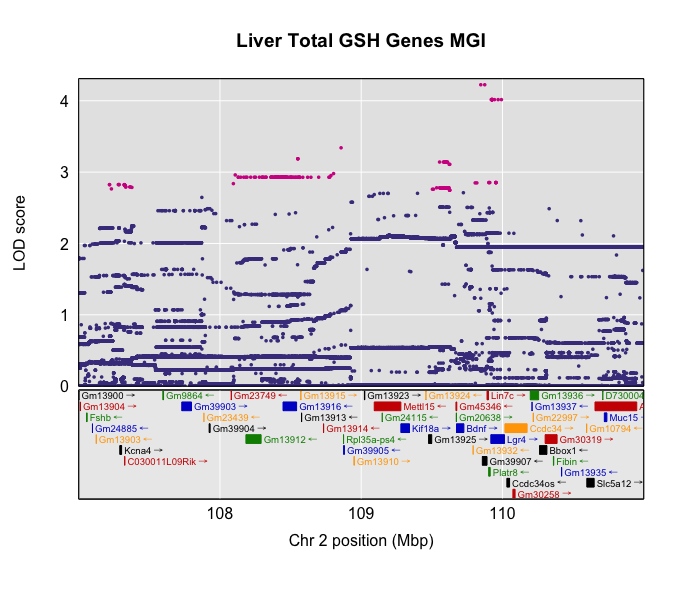 Liver Total GSH Genes MGI
LOD score
4
3
2
1
0
Gm13900 → Gm9864 ← Gm23749 → Gm13915 ← Gm13923 → Gm13924 ← Lin7c → Gm13936 → D730004
Gm13904 → Gm39903 → Gm13916 → Mettl15 ← Gm45346 ← Gm13937 ← A
Fshb ← Gm23439 ← Gm13913 → Gm24115 ← Gm20638 ← Gm22997 ← Muc15 →
Gm24885 ← Gm39904 ← Gm13914 → Kif18a ← Bdnf → Ccdc34 ← Gm10794 ←
Gm13903 ← Gm13912 → Rpl35a-ps4 ← Gm13925 → Lgr4 → Gm30319 →
Kcna4 → Gm39905 ← Gm13932 ← Bbox1 ←
C030011L09Rik → Gm13910 ← Gm39907 ← Fibin ←
Platr8 ← Gm13935 ←
Ccdc34os ← Slc5a12 →
Gm30258 →
108 109 110
Chr 2 position (Mbp)